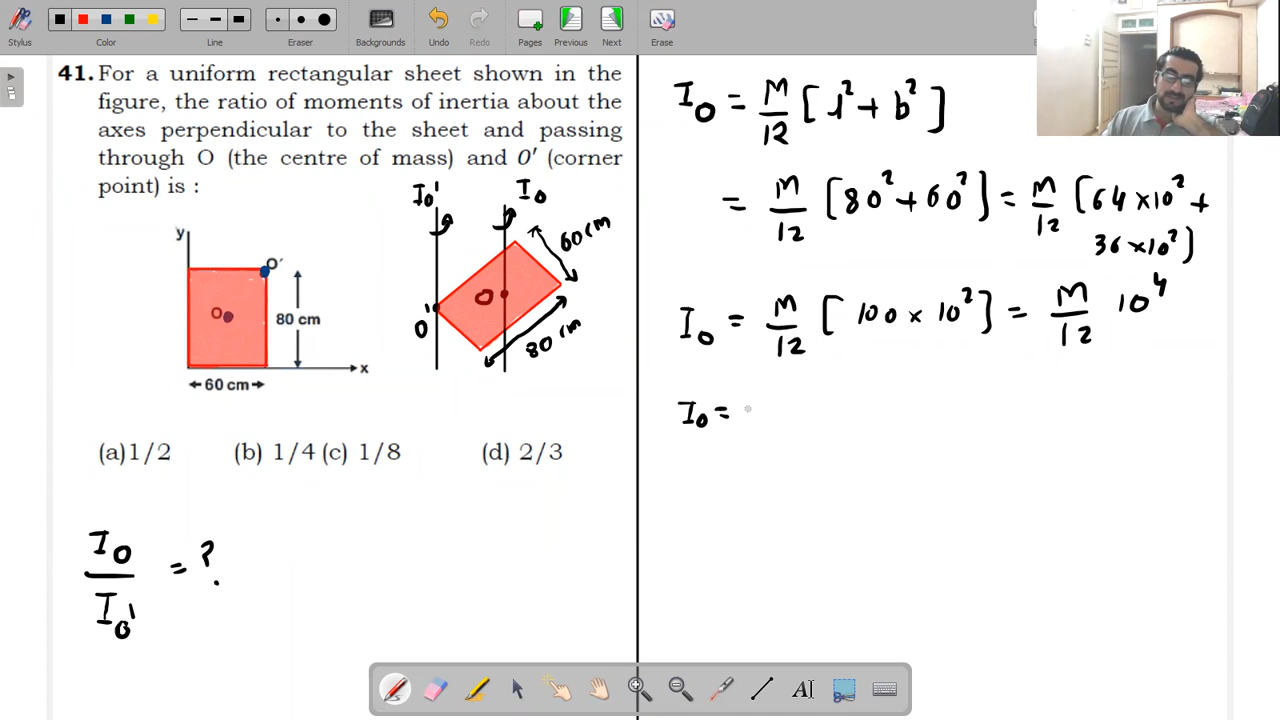 Stylus
Color
Line
Eraser
Backgrounds
Undo
Redo
Pages
Previous
Next
Erase
41. For a uniform rectangular sheet shown in the
figure, the ratio of moments of inertia about the
axes perpendicular to the sheet and passing
through O (the centre of mass) and 0' (corner
point) is :
y
O'
O
80 cm
x
60 cm
I0'
I0
60 cm
O
O'
80 cm
(a)1/2 (b) 1/4 (c) 1/8 (d) 2/3
I0/I0' = ?
I0 = M/12 [l² + b²]
= M/12 [80² + 60²] = M/12 [64 × 10² +
36 × 10²]
I0 = M/12 [100 × 10²] = M/12 10⁴
I0 =
AI